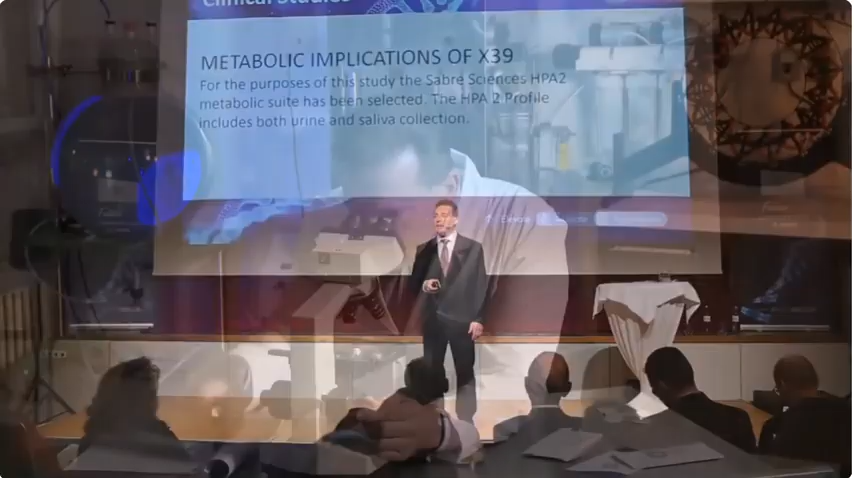 Clinical Studies
METABOLIC IMPLICATIONS OF X39
For the purposes of this study the Sabre Sciences HPA2
metabolic suite has been selected. The HPA 2 Profile
includes both urine and saliva collection.
Elevate